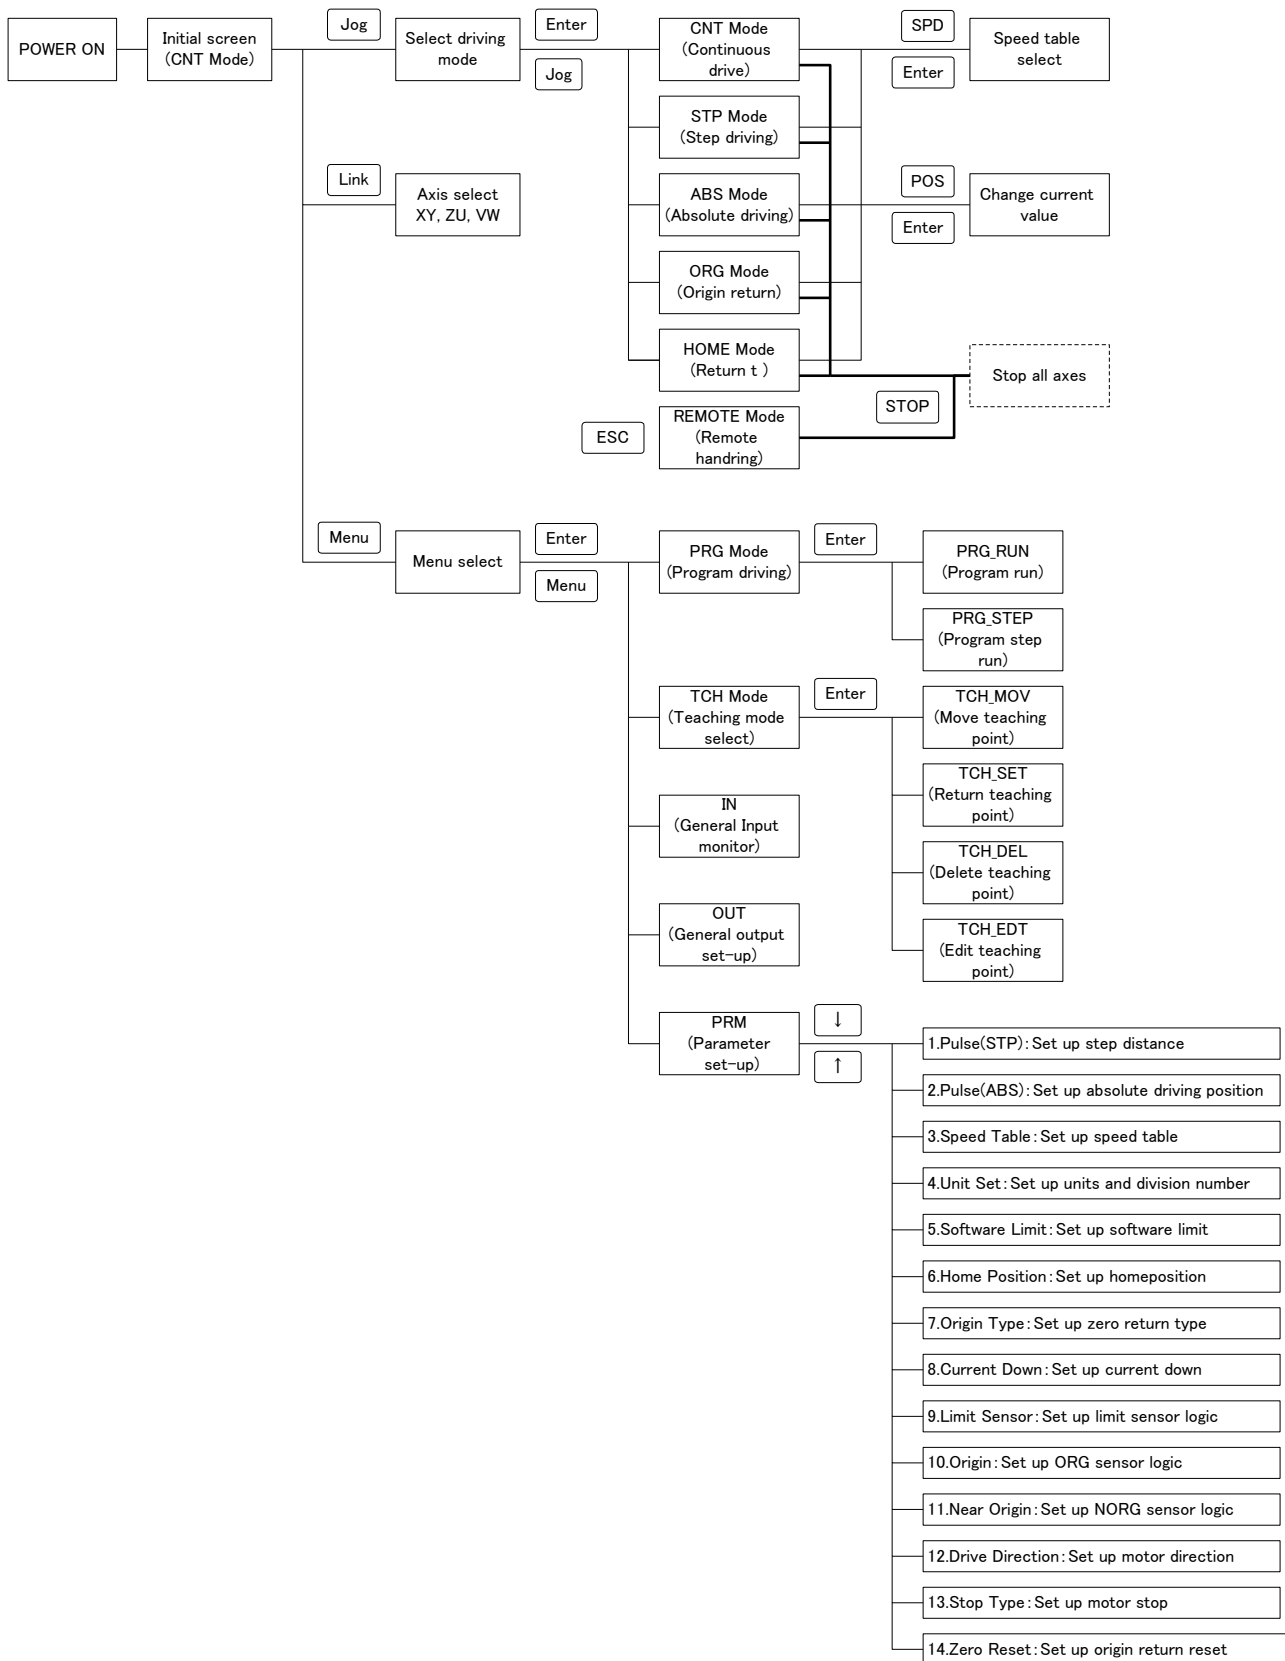 POWER ON
Initial screen
(CNT Mode)
Jog
Select driving
mode
Enter
Jog
CNT Mode
(Continuous
drive)
SPD
Enter
Speed table
select
STP Mode
(Step driving)
Link
Axis select
XY, ZU, VW
ABS Mode
(Absolute driving)
POS
Enter
Change current
value
ORG Mode
(Origin return)
HOME Mode
(Return t )
Stop all axes
STOP
ESC
REMOTE Mode
(Remote
handring)
Menu
Menu select
Enter
Menu
PRG Mode
(Program driving)
Enter
PRG_RUN
(Program run)
PRG_STEP
(Program step
run)
TCH Mode
(Teaching mode
select)
Enter
TCH_MOV
(Move teaching
point)
TCH_SET
(Return teaching
point)
IN
(General Input
monitor)
TCH_DEL
(Delete teaching
point)
OUT
(General output
set-up)
TCH_EDT
(Edit teaching
point)
PRM
(Parameter
set-up)
↓
↑
1.Pulse(STP):Set up step distance
2.Pulse(ABS):Set up absolute driving position
3.Speed Table:Set up speed table
4.Unit Set:Set up units and division number
5.Software Limit:Set up software limit
6.Home Position:Set up homeposition
7.Origin Type:Set up zero return type
8.Current Down:Set up current down
9.Limit Sensor:Set up limit sensor logic
10.Origin:Set up ORG sensor logic
11.Near Origin:Set up NORG sensor logic
12.Drive Direction:Set up motor direction
13.Stop Type:Set up motor stop
14.Zero Reset:Set up origin return reset